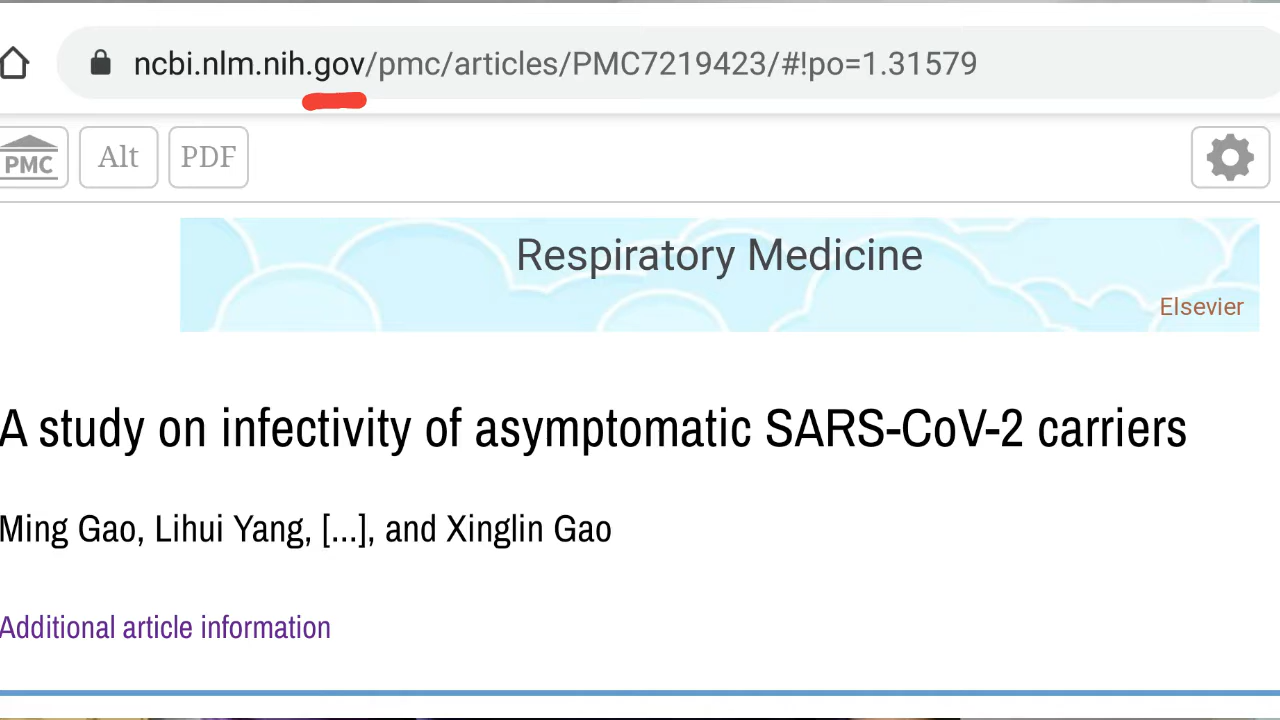 ncbi.nlm.nih.gov/pmc/articles/PMC7219423/#!po=1.31579
PMC Alt PDF
Respiratory Medicine
Elsevier
A study on infectivity of asymptomatic SARS-CoV-2 carriers
Ming Gao, Lihui Yang, [...], and Xinglin Gao
Additional article information